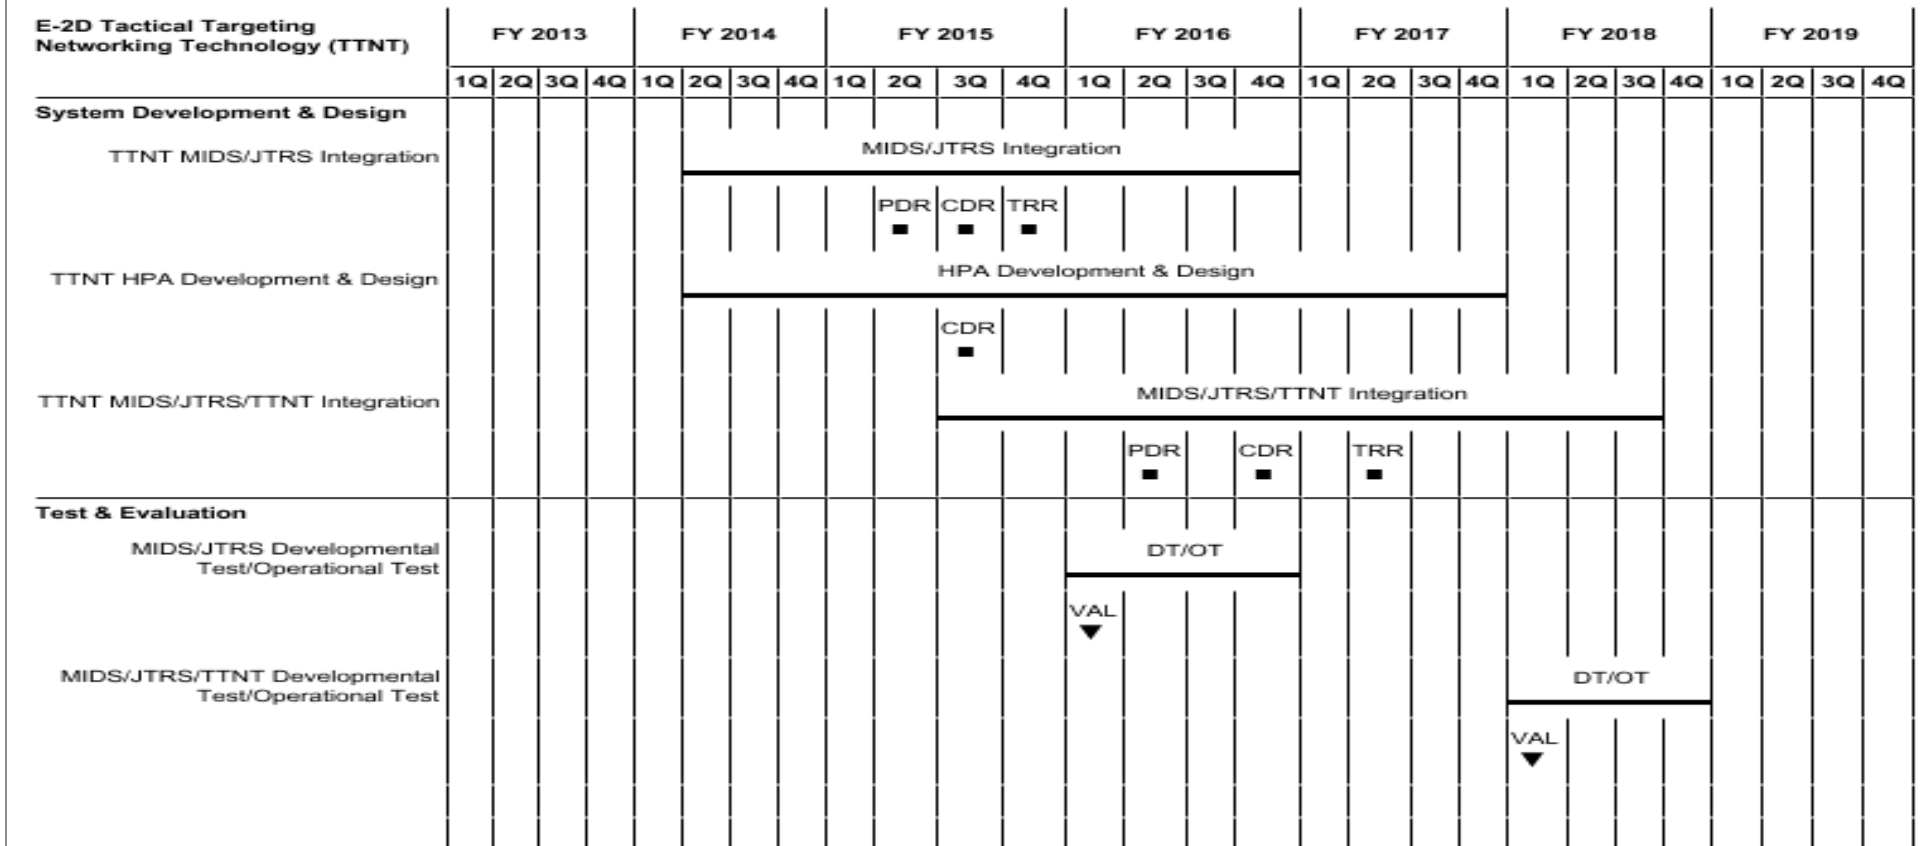 E-2D Tactical Targeting
Networking Technology (TTNT)
FY 2013 FY 2014 FY 2015 FY 2016 FY 2017 FY 2018 FY 2019
1Q 2Q 3Q 4Q 1Q 2Q 3Q 4Q 1Q 2Q 3Q 4Q 1Q 2Q 3Q 4Q 1Q 2Q 3Q 4Q 1Q 2Q 3Q 4Q 1Q 2Q 3Q 4Q
System Development & Design
TTNT MIDS/JTRS Integration
MIDS/JTRS Integration
PDR CDR TRR
TTNT HPA Development & Design
HPA Development & Design
CDR
TTNT MIDS/JTRS/TTNT Integration
MIDS/JTRS/TTNT Integration
PDR CDR TRR
Test & Evaluation
MIDS/JTRS Developmental
Test/Operational Test
DT/OT
VAL
MIDS/JTRS/TTNT Developmental
Test/Operational Test
DT/OT
VAL